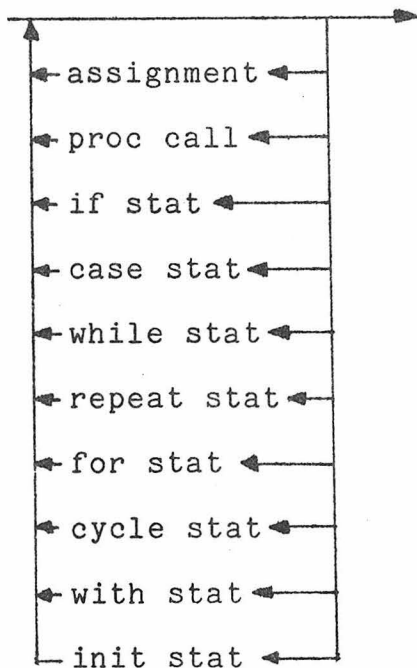 assignment
proc call
if stat
case stat
while stat
repeat stat
for stat
cycle stat
with stat
init stat